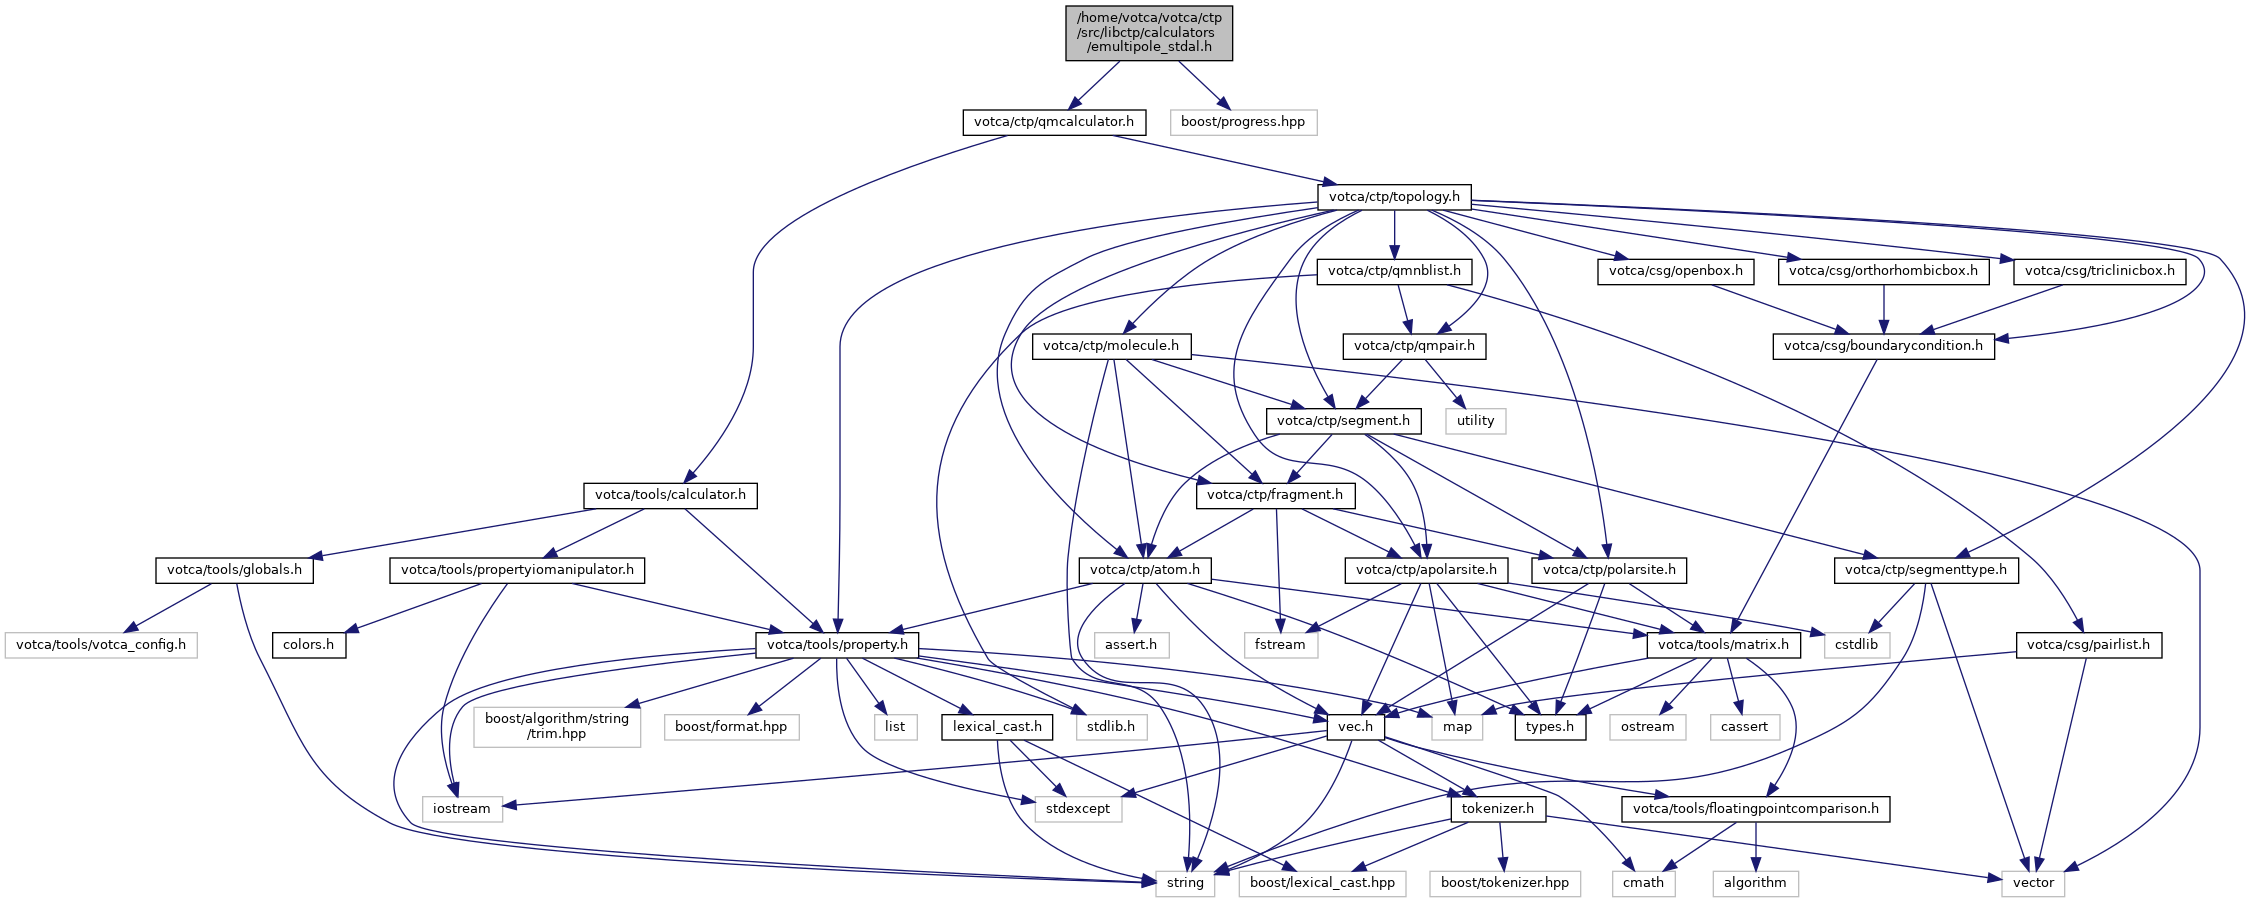 /home/votca/votca/ctp
/src/libctp/calculators
/emultipole_stdal.h
votca/ctp/qmcalculator.h
boost/progress.hpp
votca/ctp/topology.h
votca/ctp/qmnblist.h
votca/csg/openbox.h
votca/csg/orthorhombicbox.h
votca/csg/triclinicbox.h
votca/ctp/molecule.h
votca/ctp/qmpair.h
votca/csg/boundarycondition.h
votca/ctp/segment.h
utility
votca/tools/calculator.h
votca/ctp/fragment.h
votca/tools/globals.h
votca/tools/propertyiomanipulator.h
votca/ctp/atom.h
votca/ctp/apolarsite.h
votca/ctp/polarsite.h
votca/ctp/segmenttype.h
votca/tools/votca_config.h
colors.h
votca/tools/property.h
assert.h
fstream
votca/tools/matrix.h
cstdlib
votca/csg/pairlist.h
boost/algorithm/string
/trim.hpp
boost/format.hpp
list
lexical_cast.h
stdlib.h
vec.h
map
types.h
ostream
cassert
iostream
stdexcept
tokenizer.h
votca/tools/floatingpointcomparison.h
string
boost/lexical_cast.hpp
boost/tokenizer.hpp
cmath
algorithm
vector